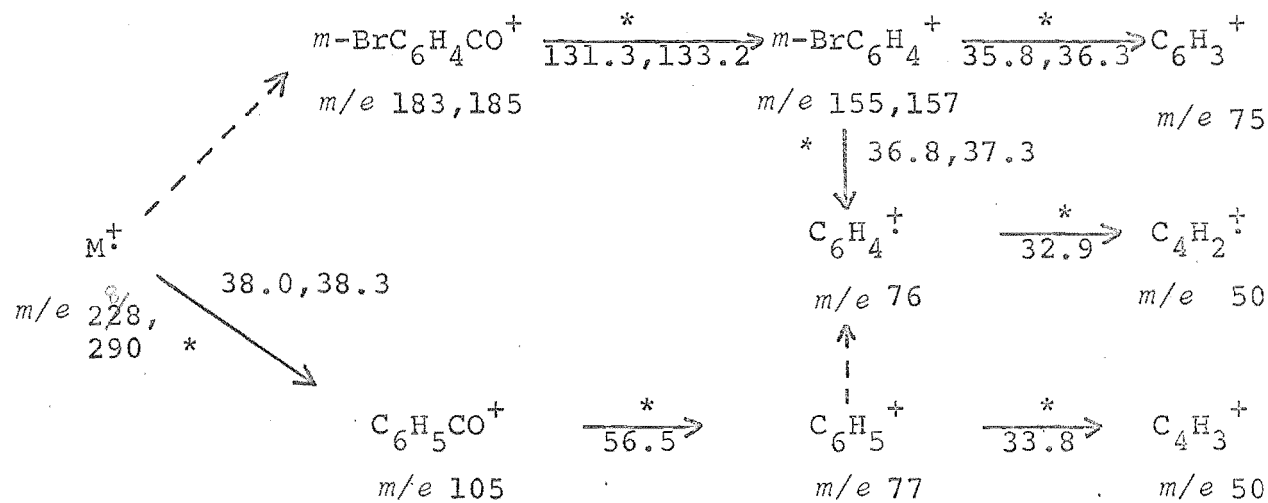 m-BrC6H4CO+ * m-BrC6H4+ * C6H3+
131.3,133.2 35.8,36.3
m/e 183,185 m/e 155,157 m/e 75
* 36.8,37.3
M+. C6H4+. * C4H2+.
38.0,38.3 32.9
m/e 228, m/e 76 m/e 50
290 *
C6H5CO+ * C6H5+ * C4H3+
56.5 33.8
m/e 105 m/e 77 m/e 50